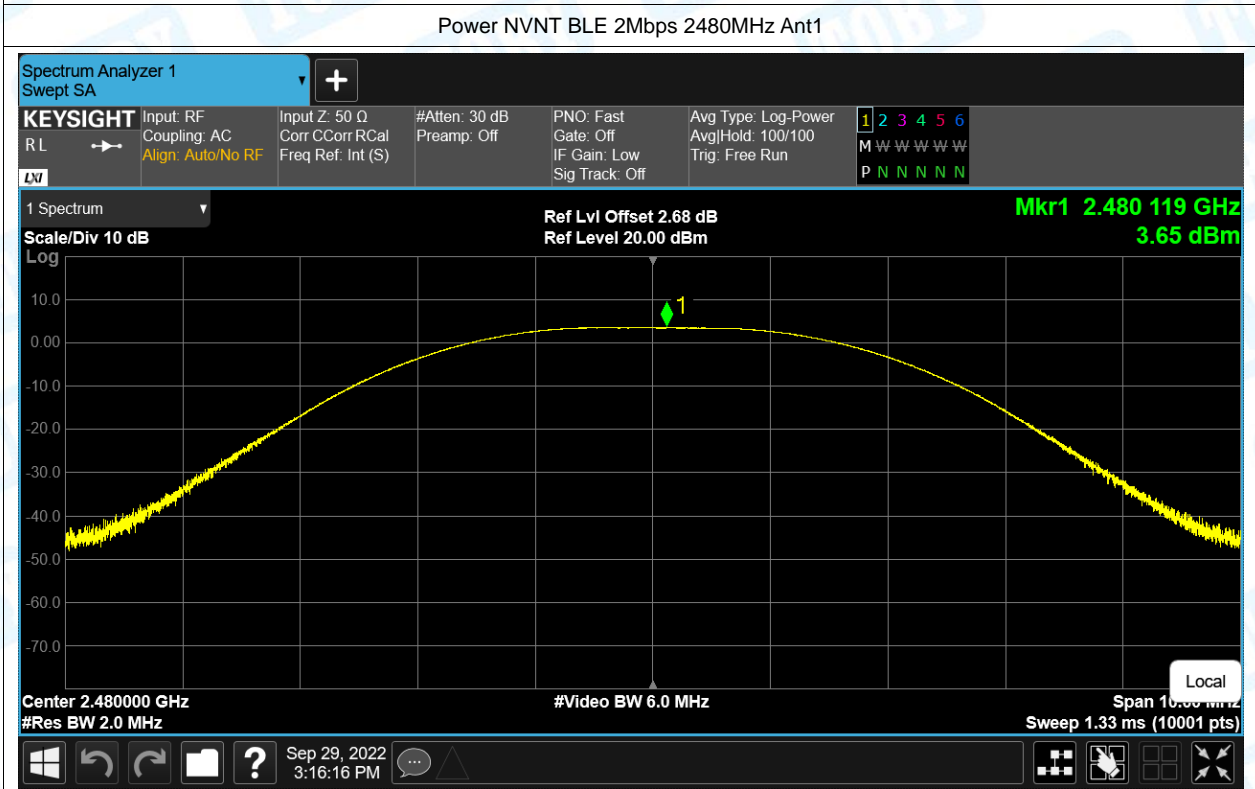 Power NVNT BLE 2Mbps 2480MHz Ant1
Spectrum Analyzer 1
Swept SA
KEYSIGHT
RL
LXI
Input: RF
Coupling: AC
Align: Auto/No RF
Input Z: 50 Ω
Corr CCorr RCal
Freq Ref: Int (S)
#Atten: 30 dB
Preamp: Off
PNO: Fast
Gate: Off
IF Gain: Low
Sig Track: Off
Avg Type: Log-Power
Avg|Hold: 100/100
Trig: Free Run
1 2 3 4 5 6
M W W W W W
P N N N N N
1 Spectrum
Scale/Div 10 dB
Log
Ref Lvl Offset 2.68 dB
Ref Level 20.00 dBm
Mkr1 2.480 119 GHz
3.65 dBm
1
10.0
0.00
-10.0
-20.0
-30.0
-40.0
-50.0
-60.0
-70.0
Local
Center 2.480000 GHz
#Res BW 2.0 MHz
#Video BW 6.0 MHz
Span 10.00 MHz
Sweep 1.33 ms (10001 pts)
?
Sep 29, 2022
3:16:16 PM